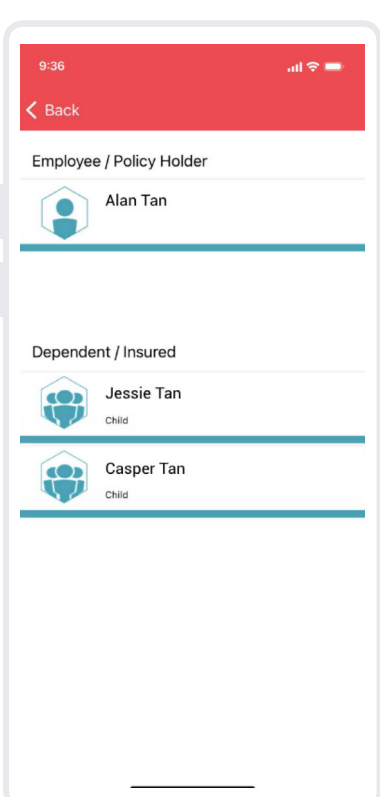 9:36
Back
Employee / Policy Holder
Alan Tan
Dependent / Insured
Jessie Tan
Child
Casper Tan
Child